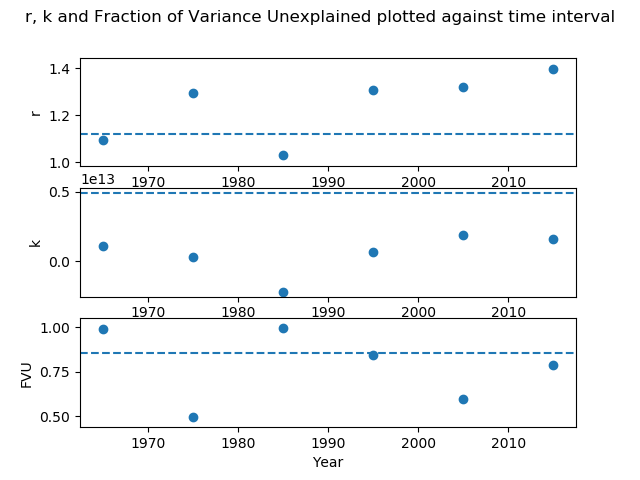 r, k and Fraction of Variance Unexplained plotted against time interval
1.4
1.2
1.0
r
1970 1980 1990 2000 2010
1e13
0.5
0.0
k
1970 1980 1990 2000 2010
1.00
0.75
0.50
FVU
1970 1980 1990 2000 2010
Year